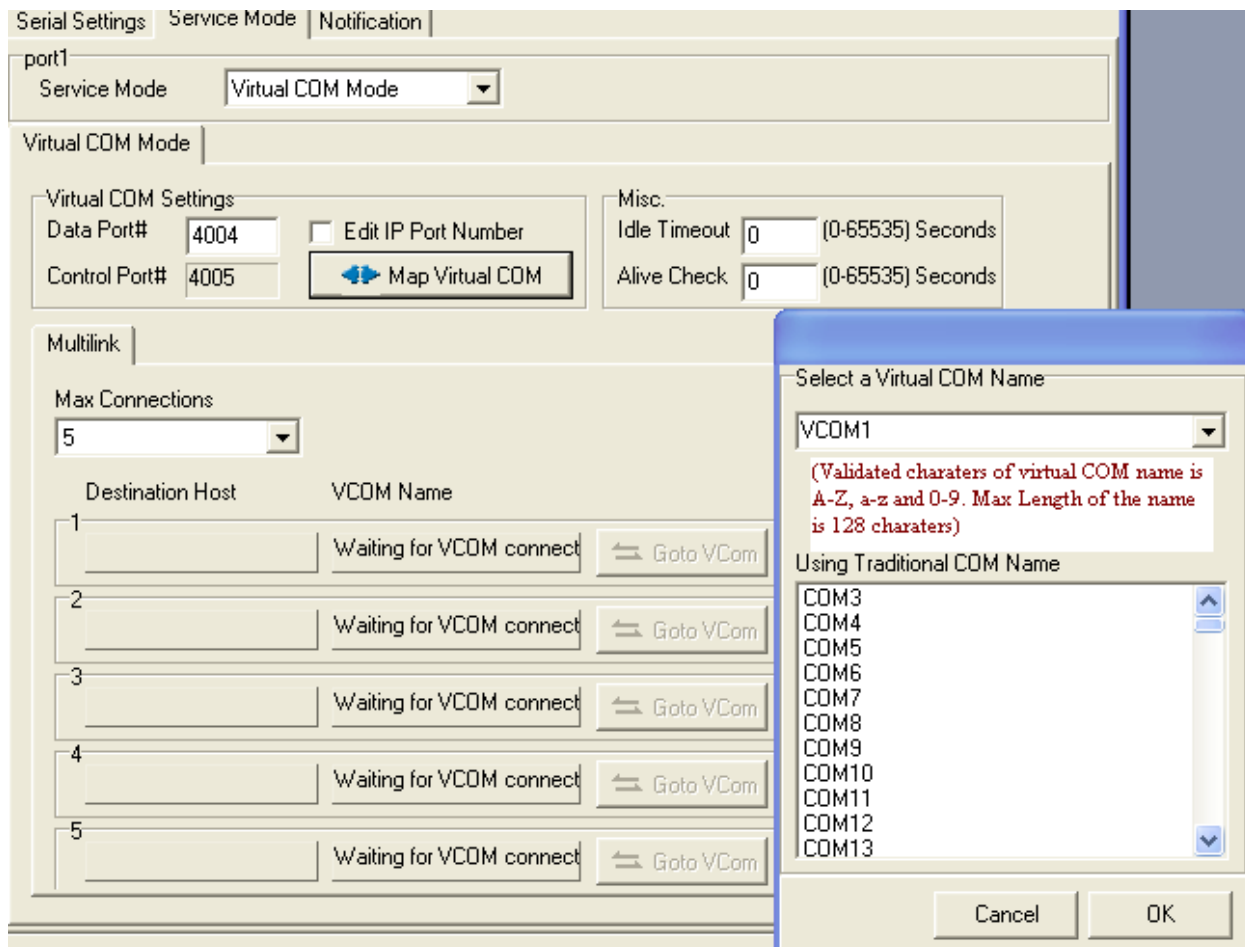 Serial Settings Service Mode Notification
port1
Service Mode Virtual COM Mode
Virtual COM Mode
Virtual COM Settings
Data Port# 4004 Edit IP Port Number
Control Port# 4005 Map Virtual COM
Misc.
Idle Timeout 0 (0-65535) Seconds
Alive Check 0 (0-65535) Seconds
Multilink
Max Connections
5
Destination Host VCOM Name
1
Waiting for VCOM connect Goto VCom
2
Waiting for VCOM connect Goto VCom
3
Waiting for VCOM connect Goto VCom
4
Waiting for VCOM connect Goto VCom
5
Waiting for VCOM connect Goto VCom
Select a Virtual COM Name
VCOM1
(Validated charaters of virtual COM name is
A-Z, a-z and 0-9. Max Length of the name
is 128 charaters)
Using Traditional COM Name
COM3
COM4
COM5
COM6
COM7
COM8
COM9
COM10
COM11
COM12
COM13
Cancel OK